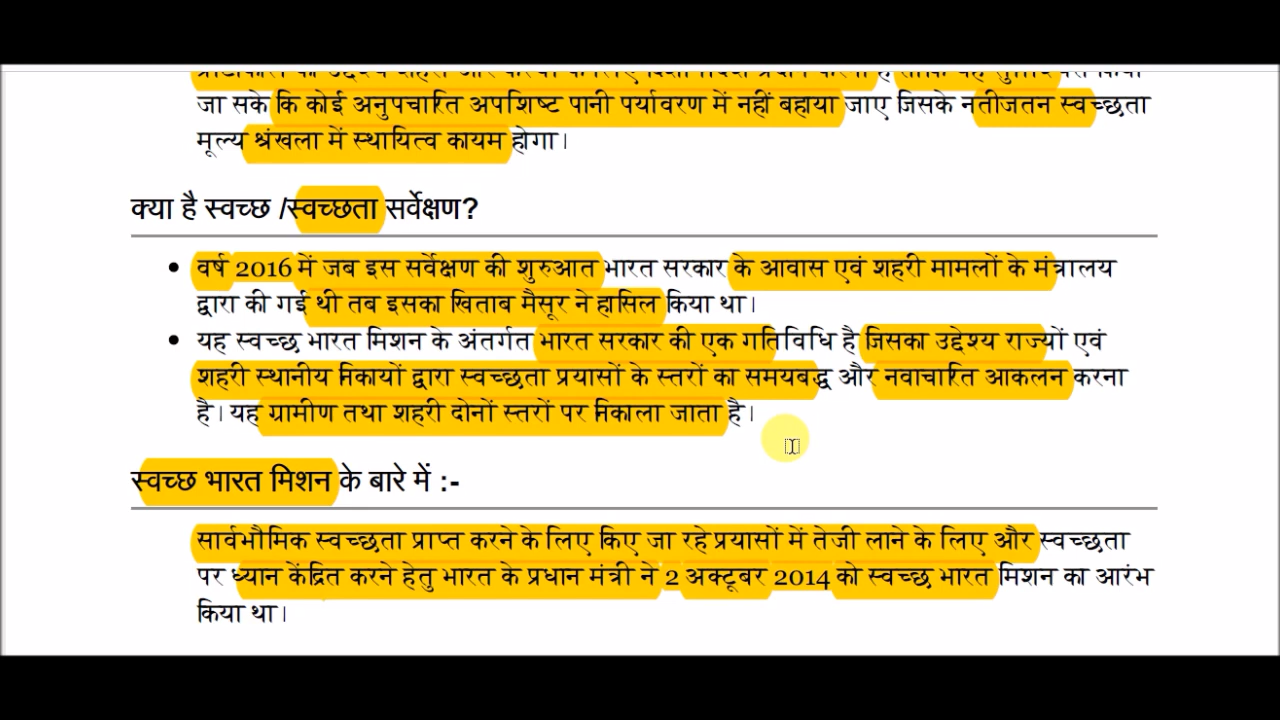 जा सके कि कोई अनुपचारित अपशिष्ट पानी पर्यावरण में नहीं बहाया जाए जिसके नतीजतन स्वच्छता
मूल्य श्रंखला में स्थायित्व कायम होगा।
क्या है स्वच्छ /स्वच्छता सर्वेक्षण?
• वर्ष 2016 में जब इस सर्वेक्षण की शुरुआत भारत सरकार के आवास एवं शहरी मामलों के मंत्रालय
द्वारा की गई थी तब इसका खिताब मैसूर ने हासिल किया था।
• यह स्वच्छ भारत मिशन के अंतर्गत भारत सरकार की एक गतिविधि है जिसका उद्देश्य राज्यों एवं
शहरी स्थानीय निकायों द्वारा स्वच्छता प्रयासों के स्तरों का समयबद्ध और नवाचारित आकलन करना
है। यह ग्रामीण तथा शहरी दोनों स्तरों पर निकाला जाता है।
स्वच्छ भारत मिशन के बारे में :-
सार्वभौमिक स्वच्छता प्राप्त करने के लिए किए जा रहे प्रयासों में तेजी लाने के लिए और स्वच्छता
पर ध्यान केंद्रित करने हेतु भारत के प्रधान मंत्री ने 2 अक्टूबर 2014 को स्वच्छ भारत मिशन का आरंभ
किया था।